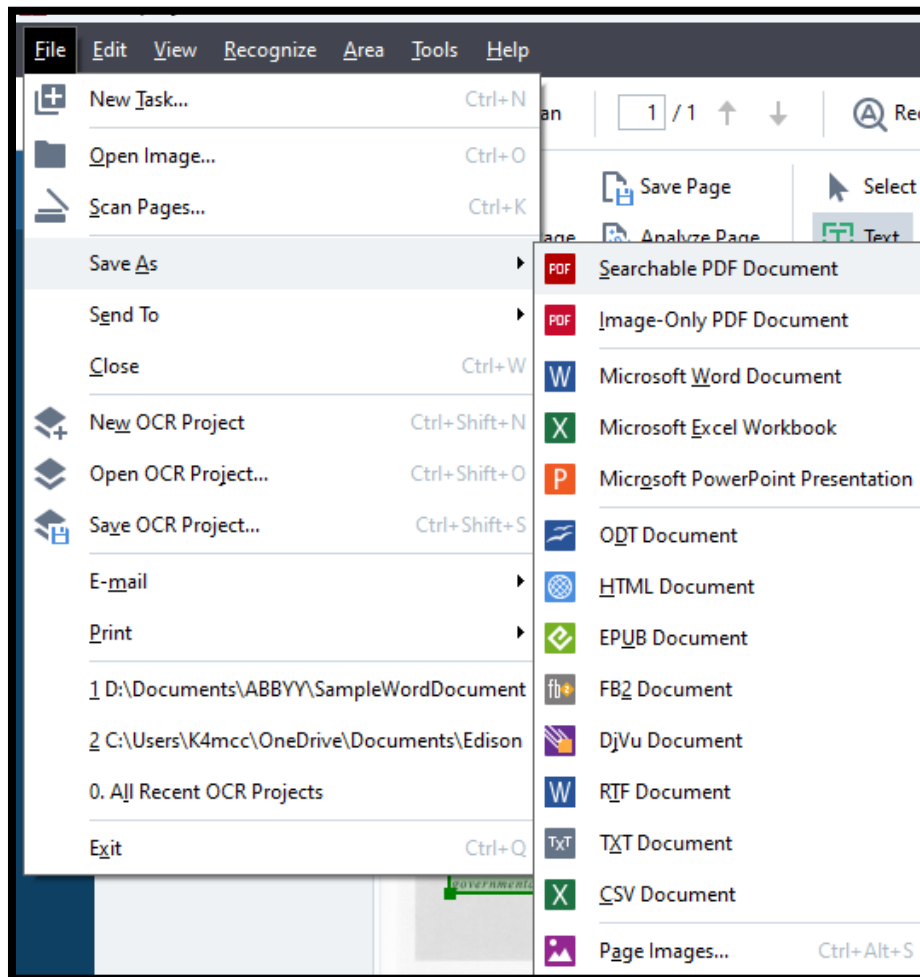 File Edit View Recognize Area Tools Help
New Task... Ctrl+N
1 / 1
Open Image... Ctrl+O
Scan Pages... Ctrl+K
Save Page
Select
Analyze Page
Text
Save As
Send To
Close Ctrl+W
New OCR Project Ctrl+Shift+N
Open OCR Project... Ctrl+Shift+O
Save OCR Project... Ctrl+Shift+S
E-mail
Print
1 D:\Documents\ABBYY\SampleWordDocument
2 C:\Users\K4mcc\OneDrive\Documents\Edison
0. All Recent OCR Projects
Exit Ctrl+Q
PDF Searchable PDF Document
PDF Image-Only PDF Document
W Microsoft Word Document
X Microsoft Excel Workbook
P Microsoft PowerPoint Presentation
ODT Document
HTML Document
EPUB Document
fb2 FB2 Document
DjVu Document
W RTF Document
TXT TXT Document
X CSV Document
Page Images... Ctrl+Alt+S